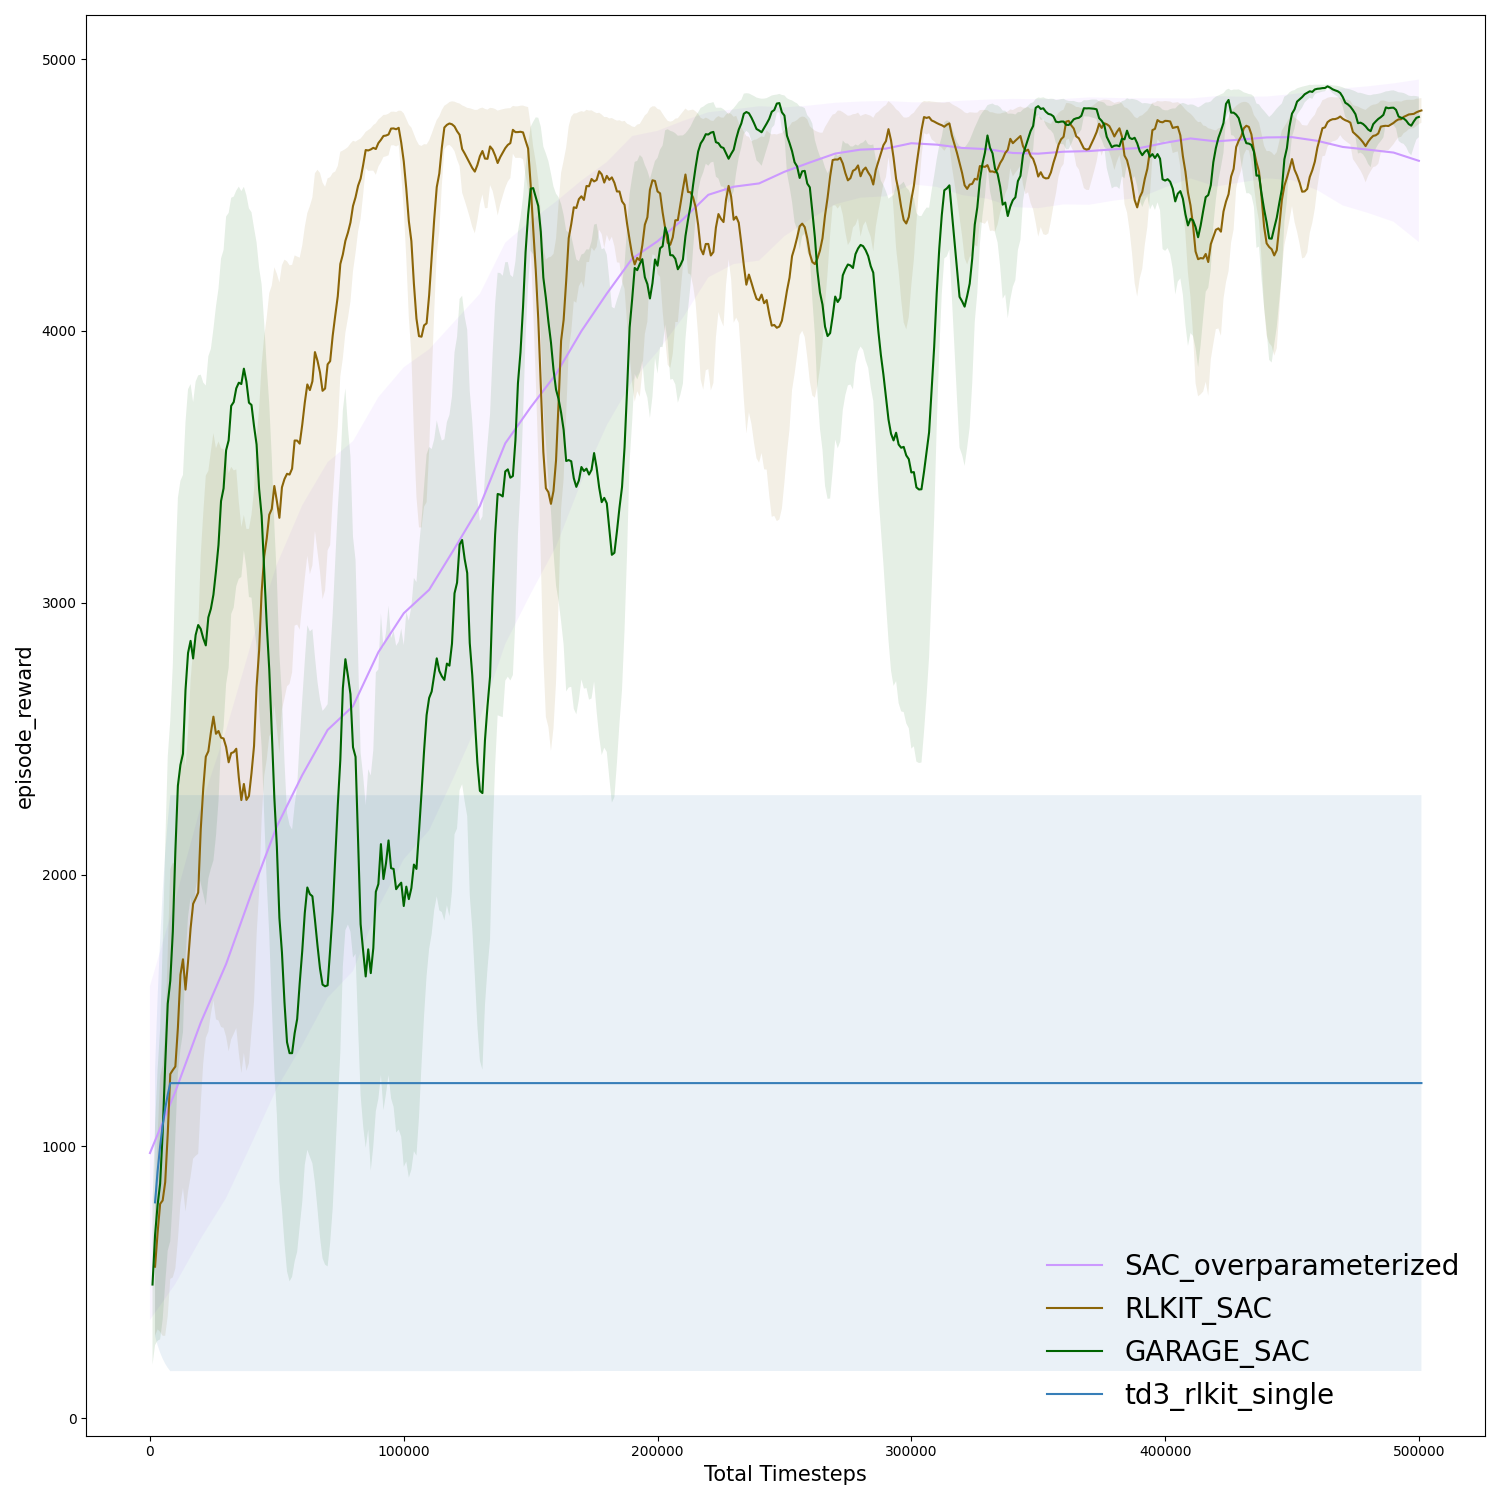 5000
4000
3000
2000
1000
0
episode_reward
0 100000 200000 300000 400000 500000
Total Timesteps
SAC_overparameterized
RLKIT_SAC
GARAGE_SAC
td3_rlkit_single